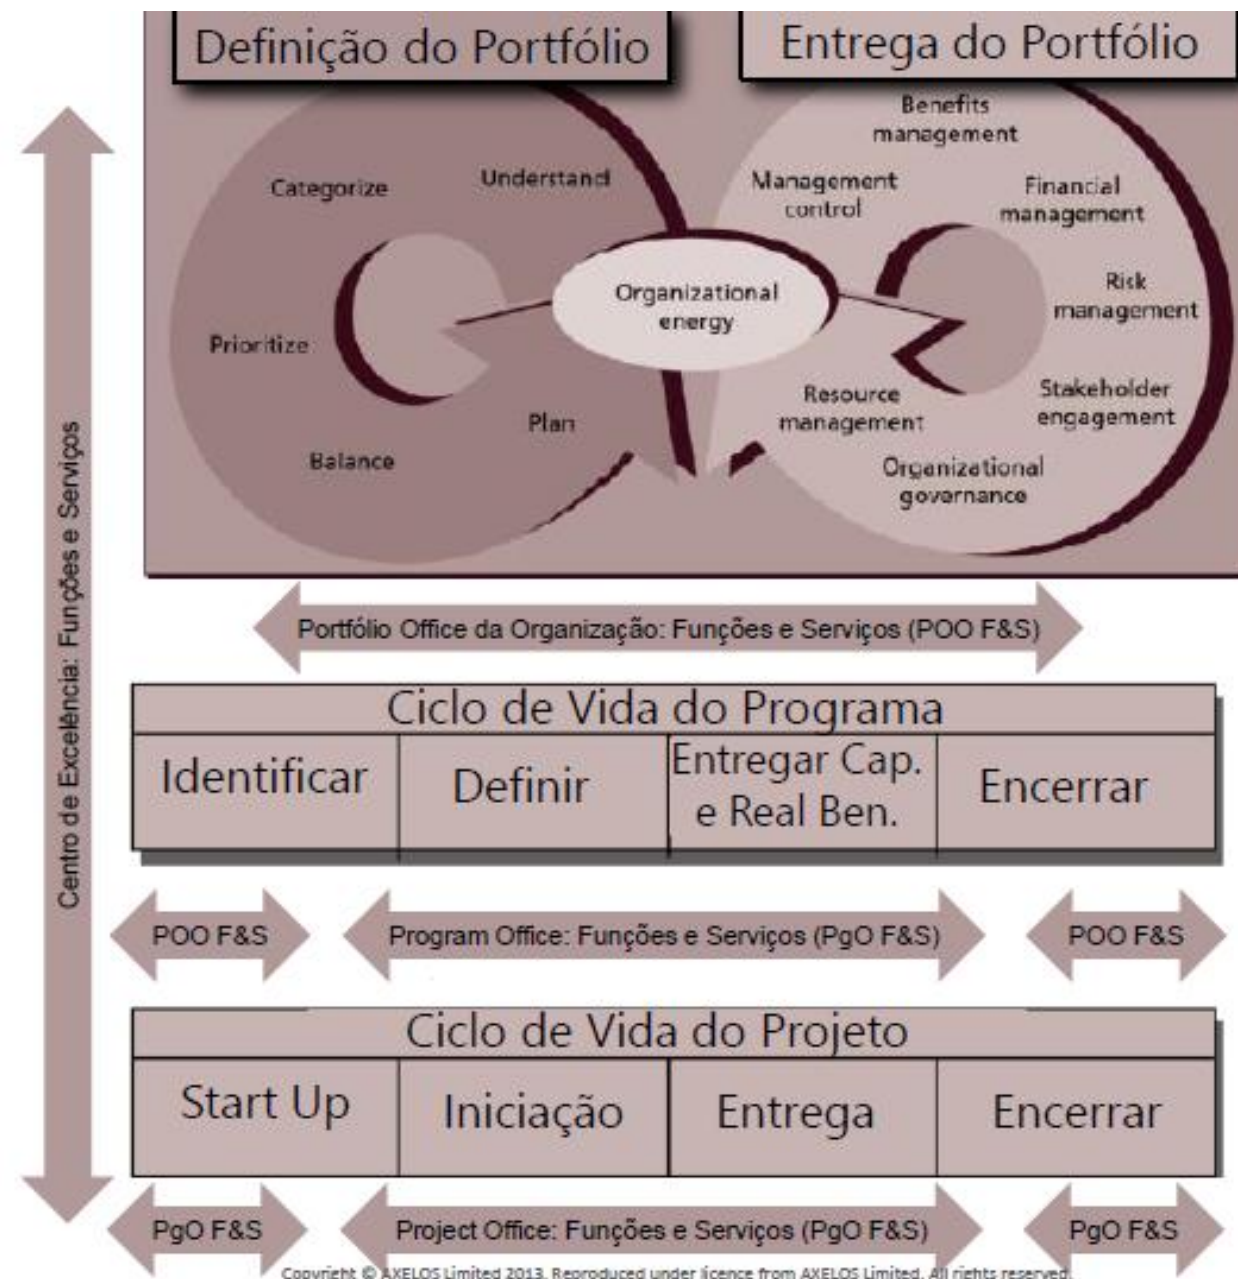 Definição do Portfólio
Entrega do Portfólio
Categorize
Understand
Prioritize
Balance
Plan
Organizational
energy
Benefits
management
Management
control
Financial
management
Risk
management
Stakeholder
engagement
Resource
management
Organizational
governance
Centro de Excelência: Funções e Serviços
Portfólio Office da Organização: Funções e Serviços (POO F&S)
Ciclo de Vida do Programa
Identificar
Definir
Entregar Cap.
e Real Ben.
Encerrar
POO F&S
Program Office: Funções e Serviços (PgO F&S)
POO F&S
Ciclo de Vida do Projeto
Start Up
Iniciação
Entrega
Encerrar
PgO F&S
Project Office: Funções e Serviços (PgO F&S)
PgO F&S
Copyright © AXELOS Limited 2013. Reproduced under licence from AXELOS Limited. All rights reserved.